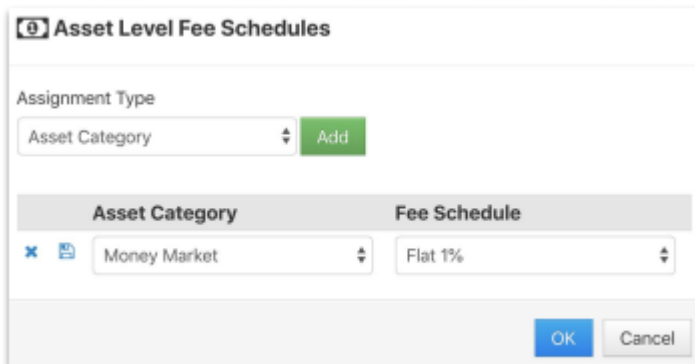 Asset Level Fee Schedules
Assignment Type
Asset Category Add
Asset Category Fee Schedule
Money Market Flat 1%
OK Cancel